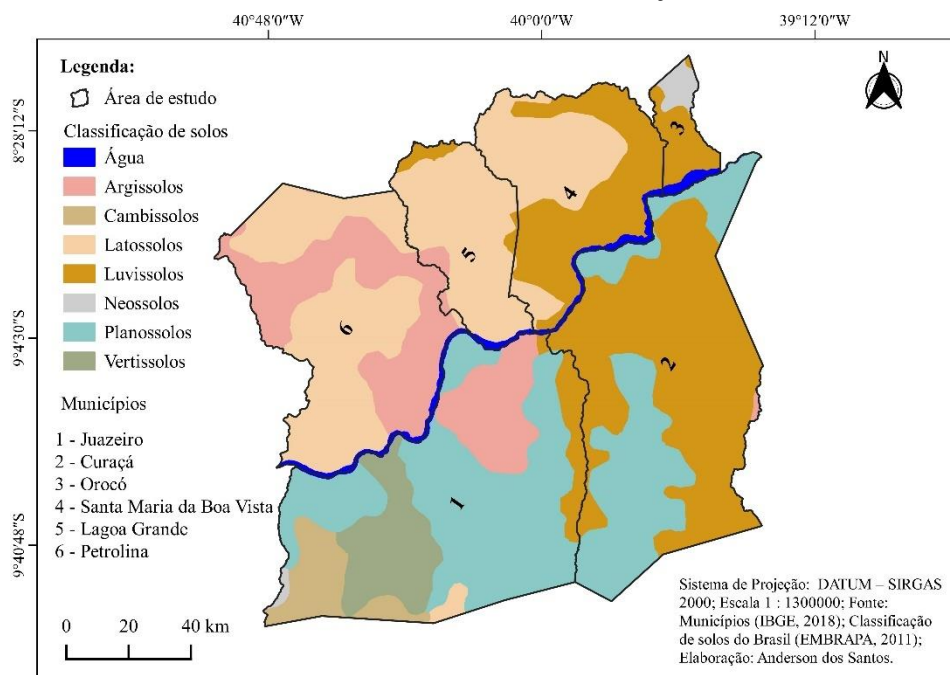 40°48'0"W
40°0'0"W
39°12'0"W
8°28'12"S
9°4'30"S
9°40'48"S
N
Legenda:
Área de estudo
Classificação de solos
Água
Argissolos
Cambissolos
Latossolos
Luvissolos
Neossolos
Planossolos
Vertissolos
Municípios
1 - Juazeiro
2 - Curaçá
3 - Orocó
4 - Santa Maria da Boa Vista
5 - Lagoa Grande
6 - Petrolina
0 20 40 km
3
4
5
6
2
1
Sistema de Projeção: DATUM – SIRGAS
2000; Escala 1 : 1300000; Fonte:
Municípios (IBGE, 2018); Classificação
de solos do Brasil (EMBRAPA, 2011);
Elaboração: Anderson dos Santos.